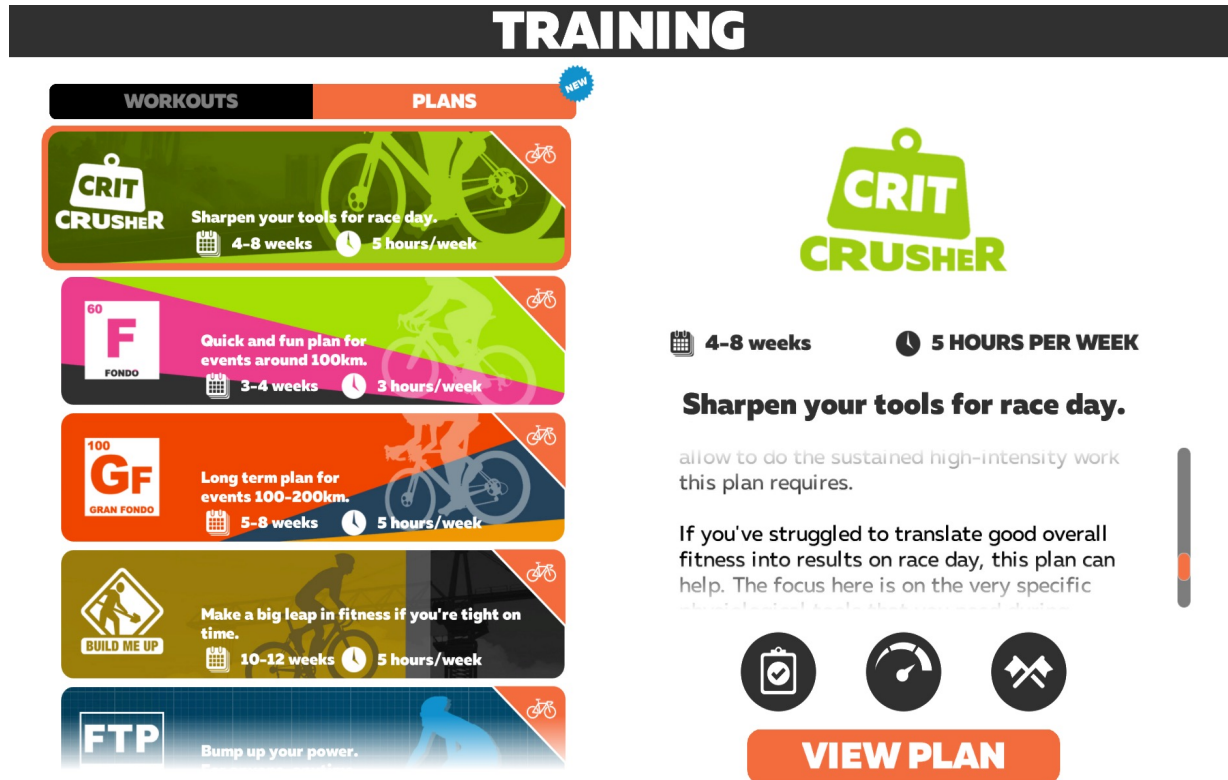 TRAINING
WORKOUTS
PLANS
NEW
CRIT
CRUSHER
Sharpen your tools for race day.
4-8 weeks
5 hours/week
60
F
FONDO
Quick and fun plan for
events around 100km.
3-4 weeks
3 hours/week
100
GF
GRAN FONDO
Long term plan for
events 100-200km.
5-8 weeks
5 hours/week
BUILD ME UP
Make a big leap in fitness if you're tight on
time.
10-12 weeks
5 hours/week
FTP
Bump up your power.
CRIT
CRUSHER
4-8 weeks
5 HOURS PER WEEK
Sharpen your tools for race day.
allow to do the sustained high-intensity work
this plan requires.
If you've struggled to translate good overall
fitness into results on race day, this plan can
help. The focus here is on the very specific
VIEW PLAN